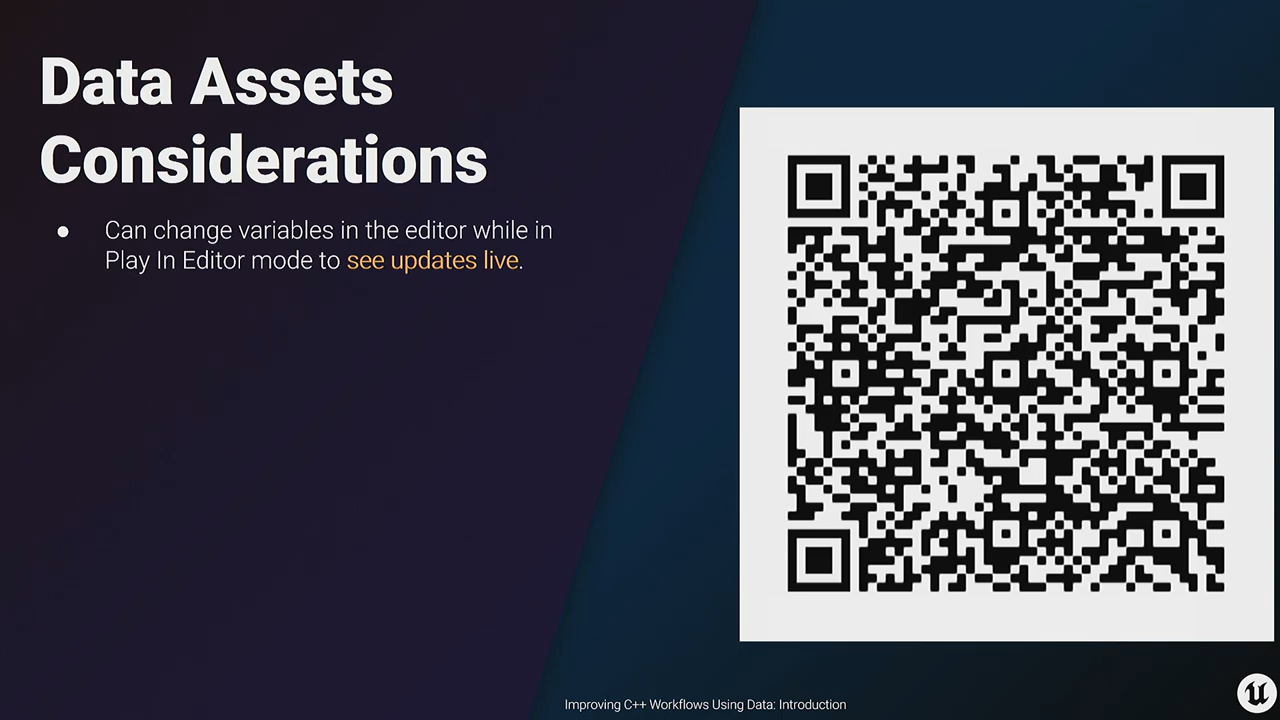 Data Assets
Considerations
● Can change variables in the editor while in
Play In Editor mode to see updates live.
Improving C++ Workflows Using Data: Introduction